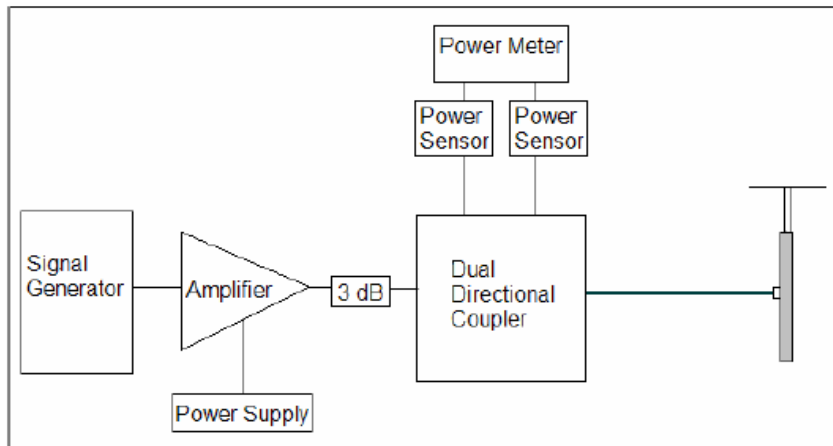 Power Meter
Power
Sensor
Power
Sensor
Signal
Generator
Amplifier
3 dB
Dual
Directional
Coupler
Power Supply